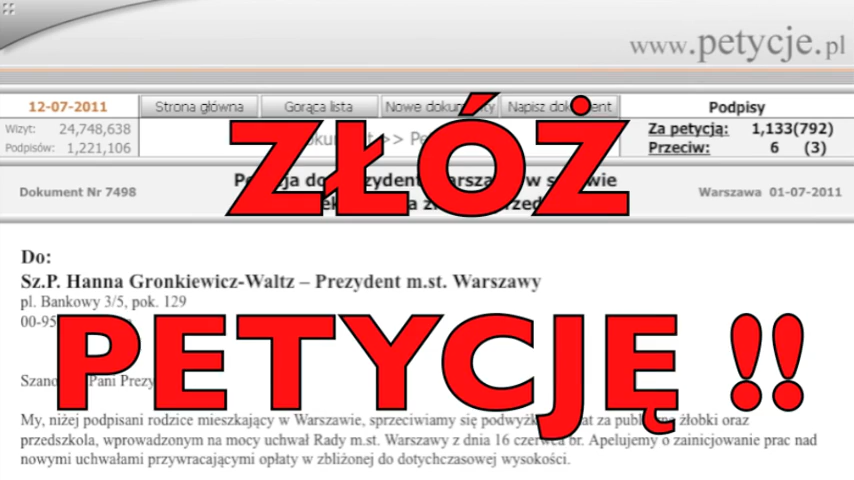 www.petycje.pl
12-07-2011
Strona główna
Gorąca lista
Nowe
Napisz
Podpisy
Wizyt: 24,748,638
Podpisów: 1,221,106
>>
Za petycją: 1,133(792)
Przeciw: 6 (3)
ZŁÓŻ
Dokument Nr 7498
w
Warszawa 01-07-2011
Do:
Sz.P. Hanna Gronkiewicz-Waltz – Prezydent m.st. Warszawy
pl. Bankowy 3/5, pok. 129
PETYCJĘ !!
Pani
My, niżej podpisani rodzice mieszkający w Warszawie, sprzeciwiamy się za żłobki oraz
przedszkola, wprowadzonym na mocy uchwał Rady m.st. Warszawy z dnia 16 czerwca br. Apelujemy o zainicjowanie prac nad
nowymi uchwałami przywracającymi opłaty w zbliżonej do dotychczasowej wysokości.